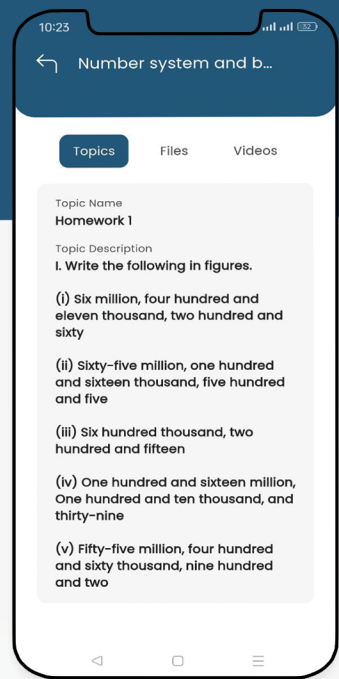 10:23
52
Number system and b...
Topics Files Videos
Topic Name
Homework 1
Topic Description
I. Write the following in figures.
(i) Six million, four hundred and
eleven thousand, two hundred and
sixty
(ii) Sixty-five million, one hundred
and sixteen thousand, five hundred
and five
(iii) Six hundred thousand, two
hundred and fifteen
(iv) One hundred and sixteen million,
One hundred and ten thousand, and
thirty-nine
(v) Fifty-five million, four hundred
and sixty thousand, nine hundred
and two